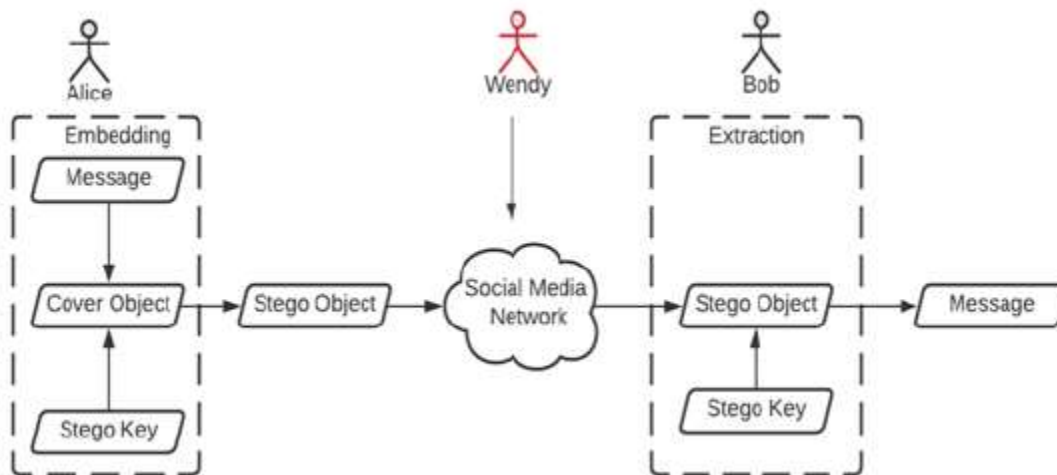 Alice
Wendy
Bob
Embedding
Message
Cover Object
Stego Key
Stego Object
Social Media
Network
Extraction
Stego Object
Stego Key
Message